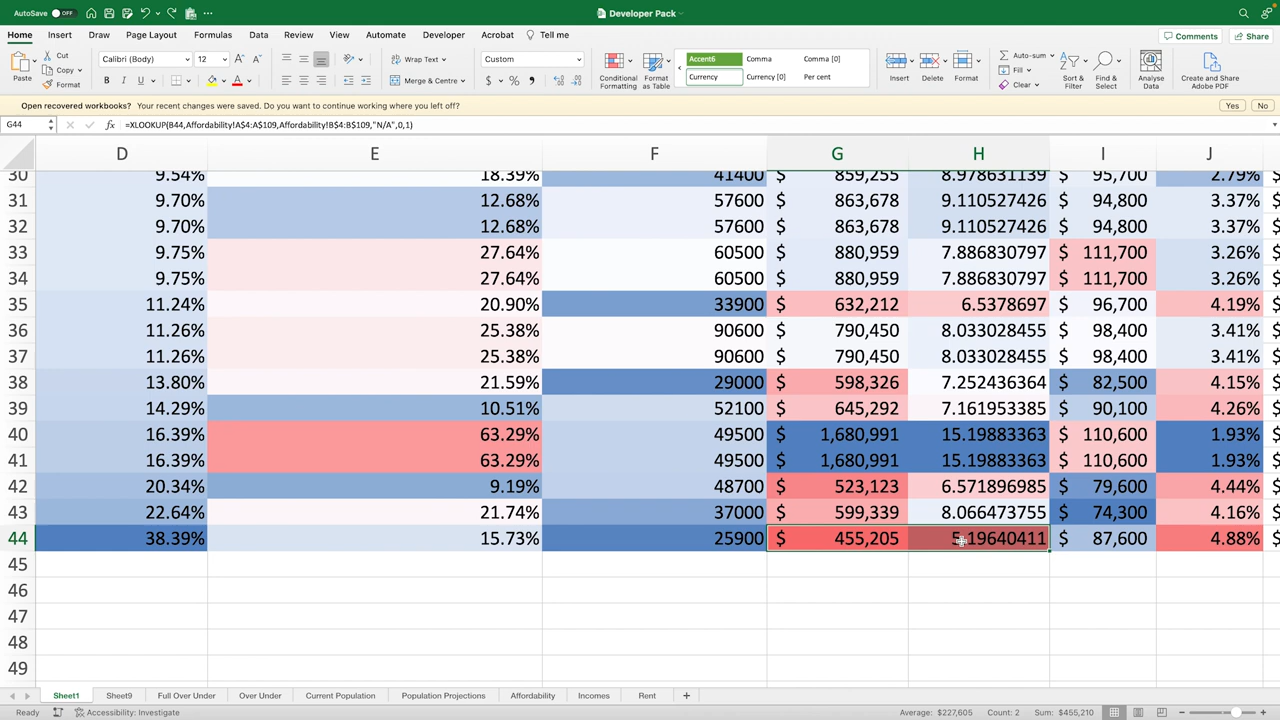 AutoSave OFF Developer Pack
Home Insert Draw Page Layout Formulas Data Review View Automate Developer Acrobat Tell me Comments Share
Paste Cut Copy Format Calibri (Body) 12 B I U A A Wrap Text Merge & Centre Custom $ % Conditional Formatting Format as Table Accent6 Comma Comma [0] Currency Currency [0] Per cent Insert Delete Format Auto-sum Fill Clear Sort & Filter Find & Select Analyse Data Create and Share Adobe PDF
Open recovered workbooks? Your recent changes were saved. Do you want to continue working where you left off? Yes No
G44 fx =XLOOKUP(B44,Affordability!A$4:A$109,Affordability!B$4:B$109,"N/A",0,1)
D E F G H I J
30 9.54% 18.39% 41400 $ 859,255 8.978631139 $ 95,700 2.79% $
31 9.70% 12.68% 57600 $ 863,678 9.110527426 $ 94,800 3.37% $
32 9.70% 12.68% 57600 $ 863,678 9.110527426 $ 94,800 3.37% $
33 9.75% 27.64% 60500 $ 880,959 7.886830797 $ 111,700 3.26% $
34 9.75% 27.64% 60500 $ 880,959 7.886830797 $ 111,700 3.26% $
35 11.24% 20.90% 33900 $ 632,212 6.5378697 $ 96,700 4.19% $
36 11.26% 25.38% 90600 $ 790,450 8.033028455 $ 98,400 3.41% $
37 11.26% 25.38% 90600 $ 790,450 8.033028455 $ 98,400 3.41% $
38 13.80% 21.59% 29000 $ 598,326 7.252436364 $ 82,500 4.15% $
39 14.29% 10.51% 52100 $ 645,292 7.161953385 $ 90,100 4.26% $
40 16.39% 63.29% 49500 $ 1,680,991 15.19883363 $ 110,600 1.93% $
41 16.39% 63.29% 49500 $ 1,680,991 15.19883363 $ 110,600 1.93% $
42 20.34% 9.19% 48700 $ 523,123 6.571896985 $ 79,600 4.44% $
43 22.64% 21.74% 37000 $ 599,339 8.066473755 $ 74,300 4.16% $
44 38.39% 15.73% 25900 $ 455,205 5.19640411 $ 87,600 4.88% $
45
46
47
48
49
Sheet1 Sheet9 Full Over Under Over Under Current Population Population Projections Affordability Incomes Rent +
Ready Accessibility: Investigate Average: $227,605 Count: 2 Sum: $455,210